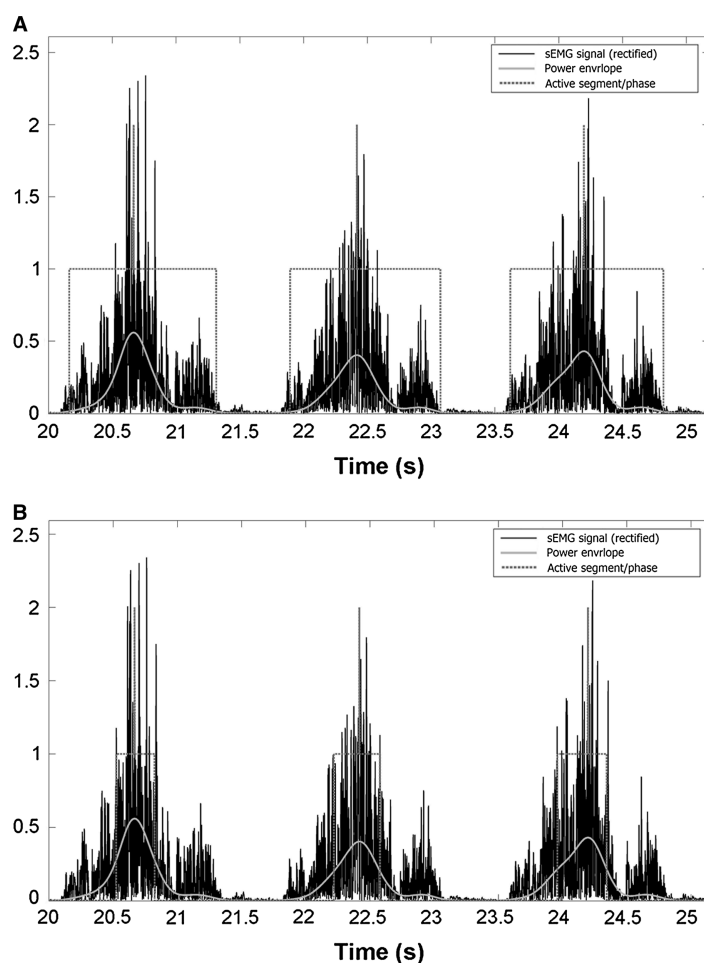 A
2.5
2
1.5
1
0.5
0
sEMG signal (rectified)
Power envrlope
Active segment/phase
20 20.5 21 21.5 22 22.5 23 23.5 24 24.5 25
Time (s)
B
2.5
2
1.5
1
0.5
0
sEMG signal (rectified)
Power envrlope
Active segment/phase
20 20.5 21 21.5 22 22.5 23 23.5 24 24.5 25
Time (s)